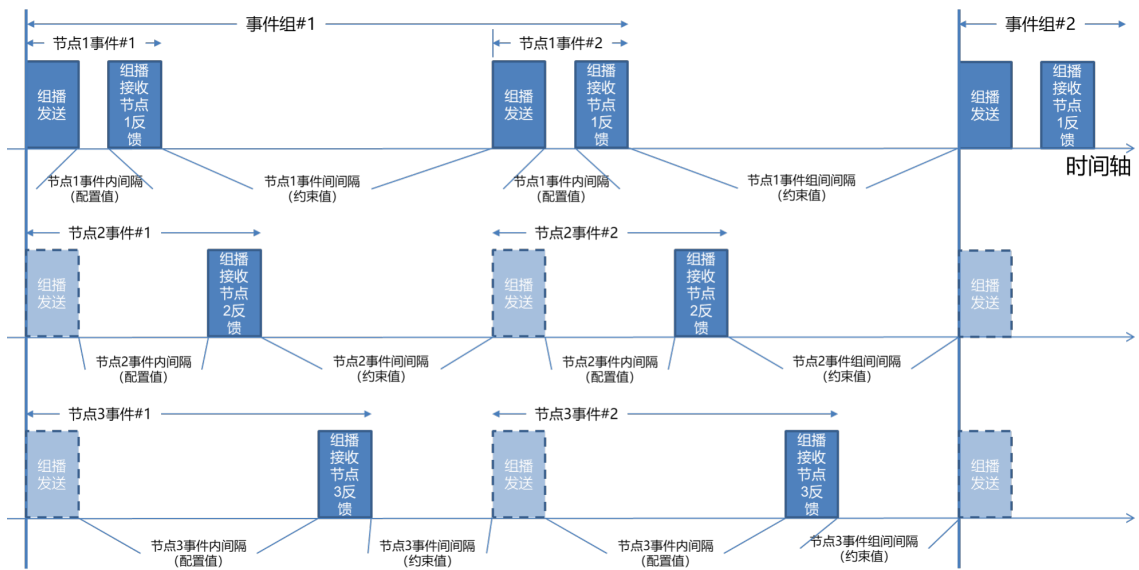 事件组#1
事件组#2
节点1事件#1
节点1事件#2
组播
发送
组播
接收
节点
1反
馈
组播
发送
组播
接收
节点
1反
馈
组播
发送
组播
接收
节点
1反
馈
时间轴
节点1事件内间隔
(配置值)
节点1事件间间隔
(约束值)
节点1事件内间隔
(配置值)
节点1事件组间间隔
(约束值)
节点2事件#1
节点2事件#2
组播
发送
组播
接收
节点
2反
馈
组播
发送
组播
接收
节点
2反
馈
组播
发送
节点2事件内间隔
(配置值)
节点2事件间间隔
(约束值)
节点2事件内间隔
(配置值)
节点2事件组间间隔
(约束值)
节点3事件#1
节点3事件#2
组播
发送
组播
接收
节点
3反
馈
组播
发送
组播
接收
节点
3反
馈
组播
发送
节点3事件内间隔
(配置值)
节点3事件间间隔
(约束值)
节点3事件内间隔
(配置值)
节点3事件组间间隔
(约束值)